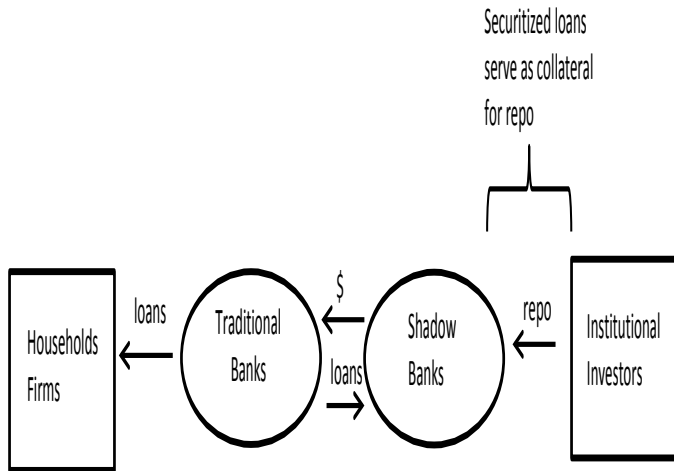 Securitized loans
serve as collateral
for repo
Households
Firms
loans
Traditional
Banks
$
loans
Shadow
Banks
repo
Institutional
Investors